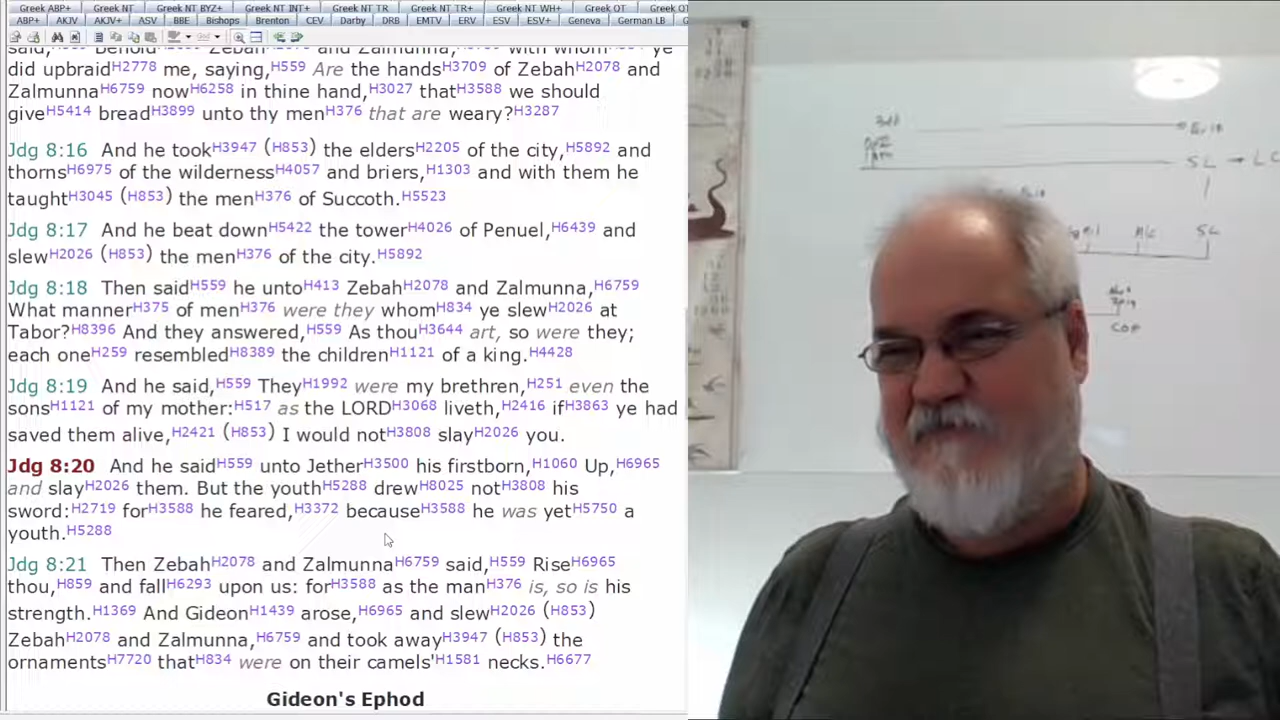 Greek ABP+ Greek NT Greek NT BYZ+ Greek NT INT+ Greek NT TR Greek NT TR+ Greek NT WH+ Greek OT Greek OT
ABP+ AKJV AKJV+ ASV BBE Bishops Brenton CEV Darby DRB EMTV ERV ESV ESV+ Geneva German LB G
said, Behold Zebah and Zalmunna, with whom ye
did upbraidH2778 me, saying,H559 Are the handsH3709 of ZebahH2078 and
ZalmunnaH6759 nowH6258 in thine hand,H3027 thatH3588 we should
giveH5414 breadH3899 unto thy menH376 that are weary?H3287
Jdg 8:16 And he tookH3947 (H853) the eldersH2205 of the city,H5892 and
thornsH6975 of the wildernessH4057 and briers,H1303 and with them he
taughtH3045 (H853) the menH376 of Succoth.H5523
Jdg 8:17 And he beat downH5422 the towerH4026 of Penuel,H6439 and
slewH2026 (H853) the menH376 of the city.H5892
Jdg 8:18 Then saidH559 he untoH413 ZebahH2078 and Zalmunna,H6759
What mannerH375 of menH376 were they whomH834 ye slewH2026 at
Tabor?H8396 And they answered,H559 As thouH3644 art, so were they;
each oneH259 resembledH8389 the childrenH1121 of a king.H4428
Jdg 8:19 And he said,H559 TheyH1992 were my brethren,H251 even the
sonsH1121 of my mother:H517 as the LORDH3068 liveth,H2416 ifH3863 ye had
saved them alive,H2421 (H853) I would notH3808 slayH2026 you.
Jdg 8:20 And he saidH559 unto JetherH3500 his firstborn,H1060 Up,H6965
and slayH2026 them. But the youthH5288 drewH8025 notH3808 his
sword:H2719 forH3588 he feared,H3372 becauseH3588 he was yetH5750 a
youth.H5288
Jdg 8:21 Then ZebahH2078 and ZalmunnaH6759 said,H559 RiseH6965
thou,H859 and fallH6293 upon us: forH3588 as the manH376 is, so is his
strength.H1369 And GideonH1439 arose,H6965 and slewH2026 (H853)
ZebahH2078 and Zalmunna,H6759 and took awayH3947 (H853) the
ornamentsH7720 thatH834 were on their camels'H1581 necks.H6677
Gideon's Ephod
SL → LC
SL